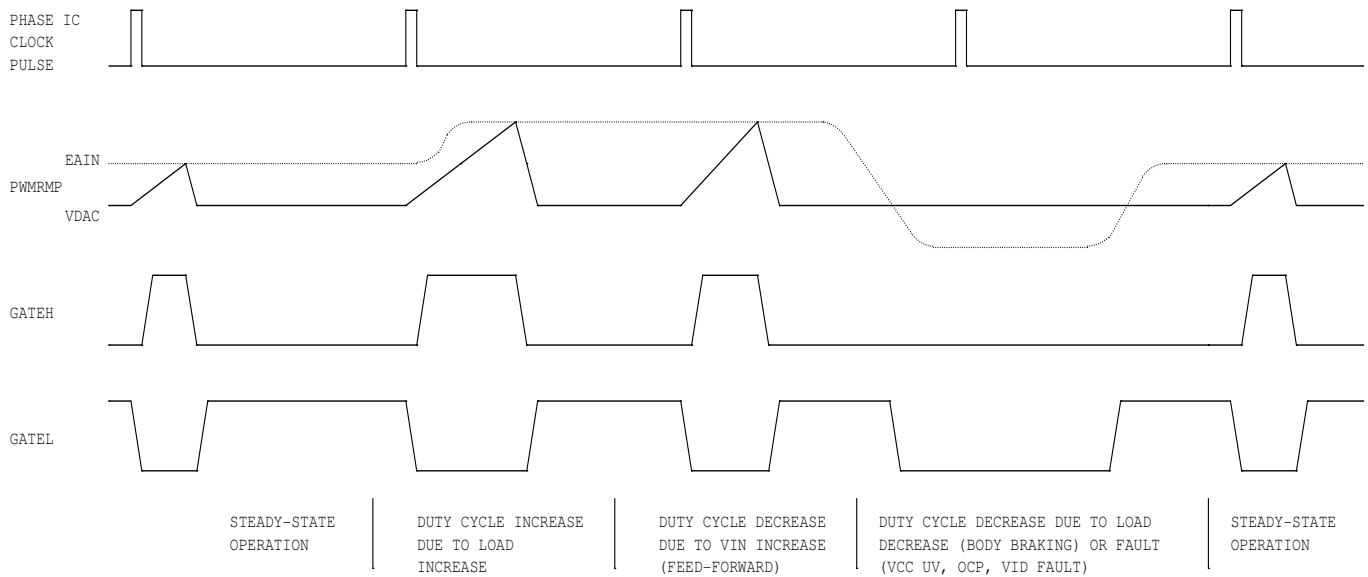 PHASE IC
CLOCK
PULSE
EAIN
PWMRMP
VDAC
GATEH
GATEL
STEADY-STATE
OPERATION
DUTY CYCLE INCREASE
DUE TO LOAD
INCREASE
DUTY CYCLE DECREASE
DUE TO VIN INCREASE
(FEED-FORWARD)
DUTY CYCLE DECREASE DUE TO LOAD
DECREASE (BODY BRAKING) OR FAULT
(VCC UV, OCP, VID FAULT)
STEADY-STATE
OPERATION